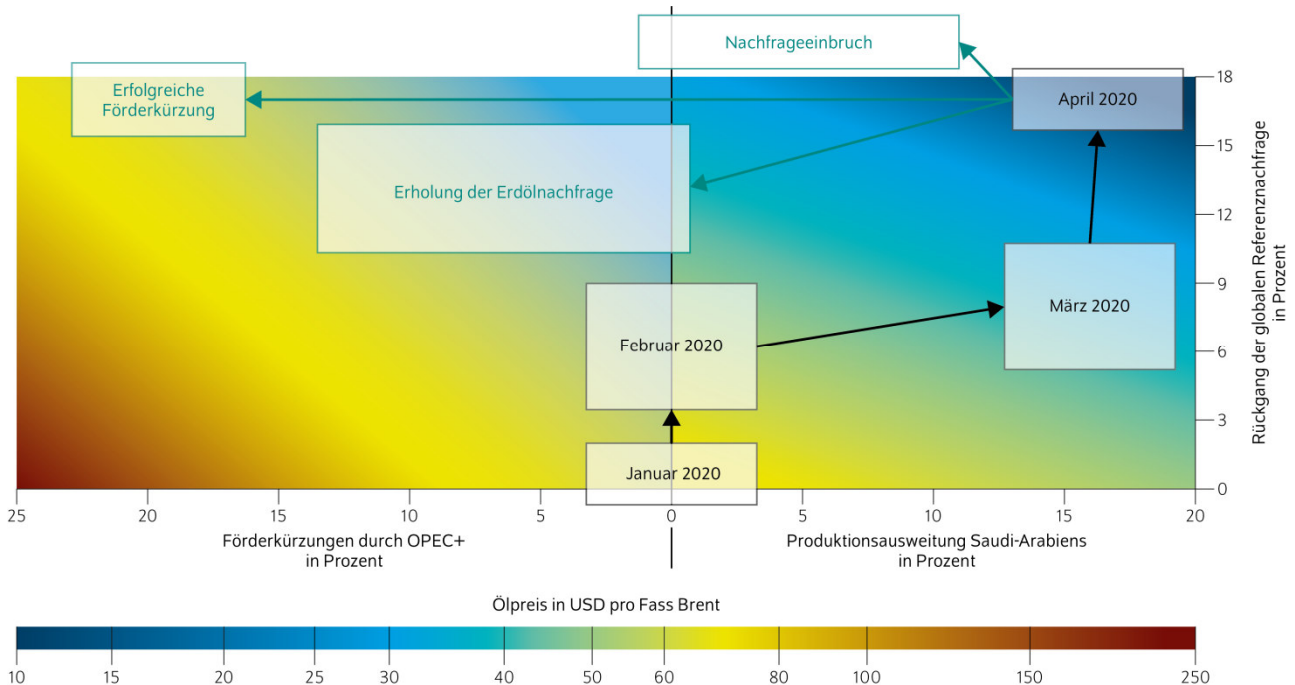 Nachfrageeinbruch
Erfolgreiche
Förderkürzung
April 2020
Erholung der Erdölnachfrage
März 2020
Februar 2020
Januar 2020
18
15
12
9
6
3
0
Rückgang der globalen Referenznachfrage
in Prozent
25 20 15 10 5 0 5 10 15 20
Förderkürzungen durch OPEC+
in Prozent
Produktionsausweitung Saudi-Arabiens
in Prozent
Ölpreis in USD pro Fass Brent
10 15 20 25 30 40 50 60 80 100 150 250